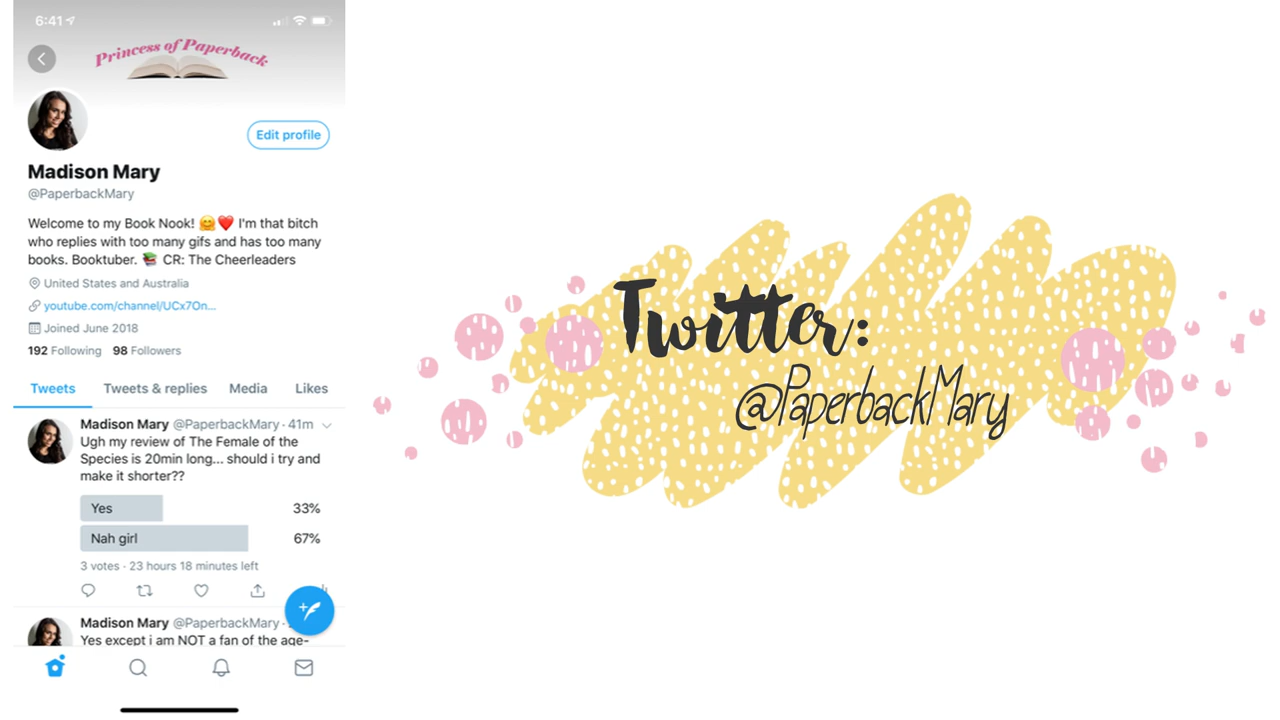 6:41
Princess of Paperback
Edit profile
Madison Mary
@PaperbackMary
Welcome to my Book Nook! 🤗❤️ I'm that bitch
who replies with too many gifs and has too many
books. Booktuber. 📚 CR: The Cheerleaders
United States and Australia
youtube.com/channel/UCx7On...
Joined June 2018
192 Following 98 Followers
Tweets Tweets & replies Media Likes
Madison Mary @PaperbackMary · 41m
Ugh my review of The Female of the
Species is 20min long... should i try and
make it shorter??
Yes 33%
Nah girl 67%
3 votes · 23 hours 18 minutes left
Madison Mary @PaperbackMary ·
Yes except i am NOT a fan of the age-
Twitter:
@PaperbackMary